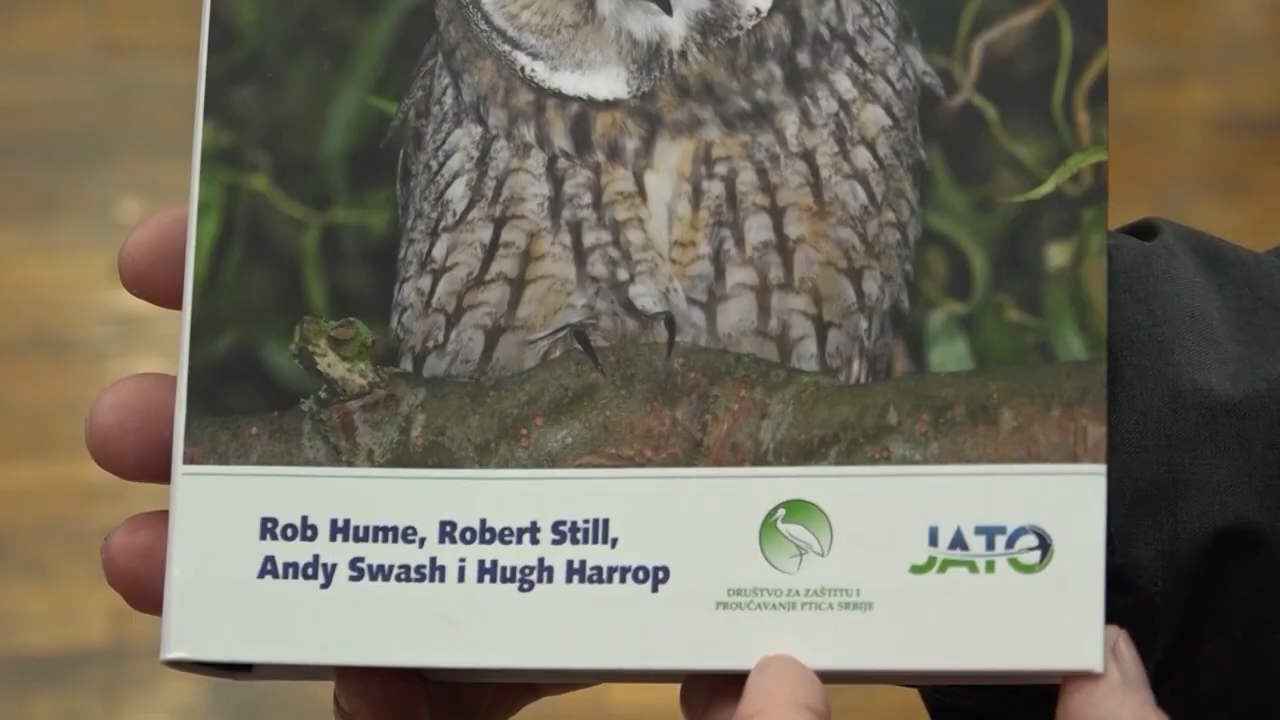 Rob Hume, Robert Still,
Andy Swash i Hugh Harrop
DRUŠTVO ZA ZAŠTITU I
PROUČAVANJE PTICA SRBIJE
JATO